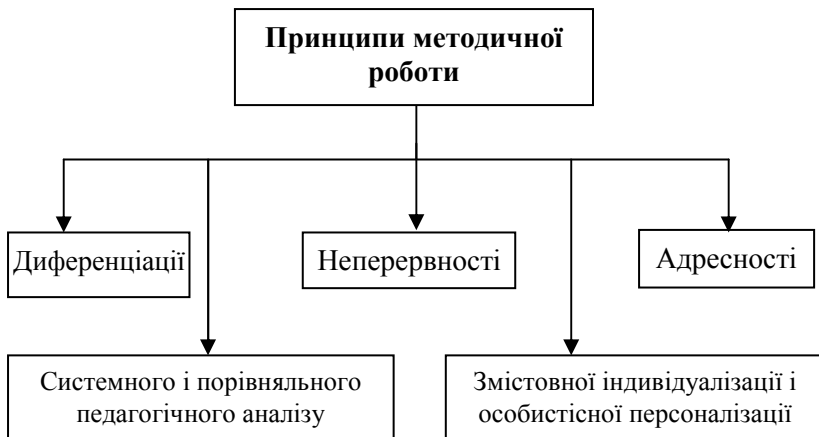 Принципи методичної
роботи
Диференціації
Неперервності
Адресності
Системного і порівняльного
педагогічного аналізу
Змістовної індивідуалізації і
особистісної персоналізації